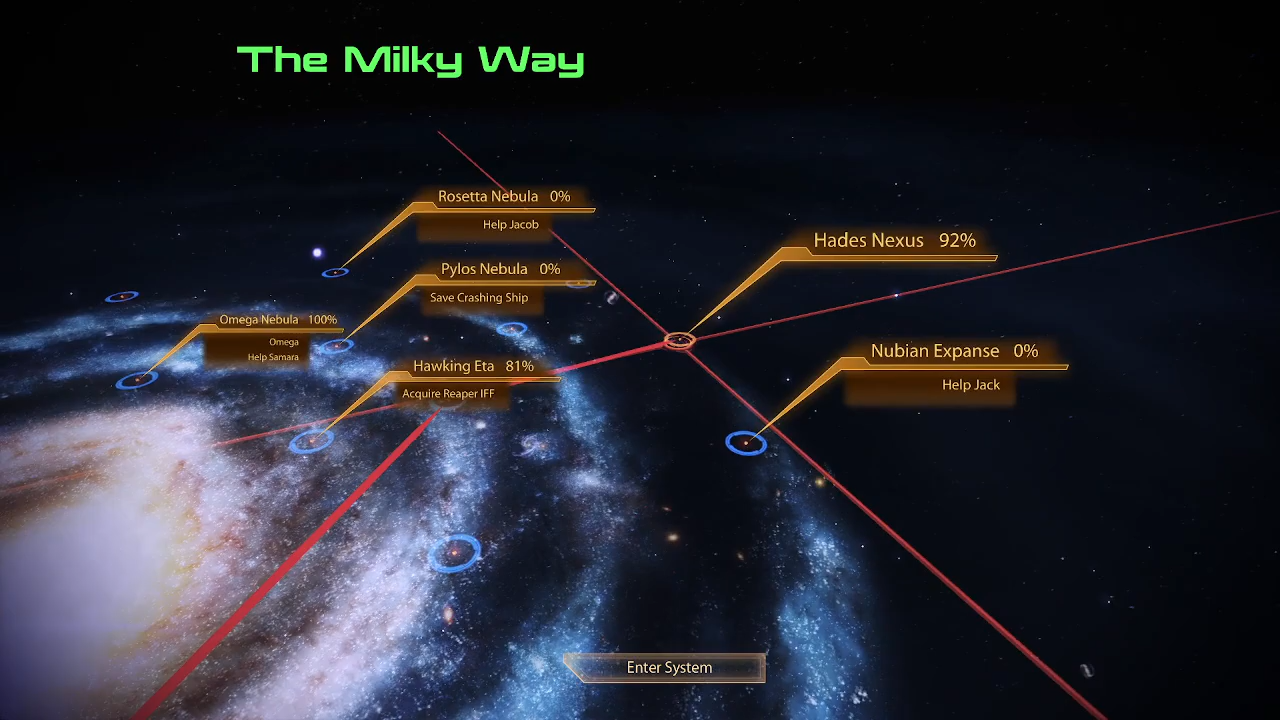 The Milky Way
Rosetta Nebula 0%
Help Jacob
Hades Nexus 92%
Pylos Nebula 0%
Save Crashing Ship
Omega Nebula 100%
Omega
Help Samara
Nubian Expanse 0%
Help Jack
Hawking Eta 81%
Acquire Reaper IFF
Enter System